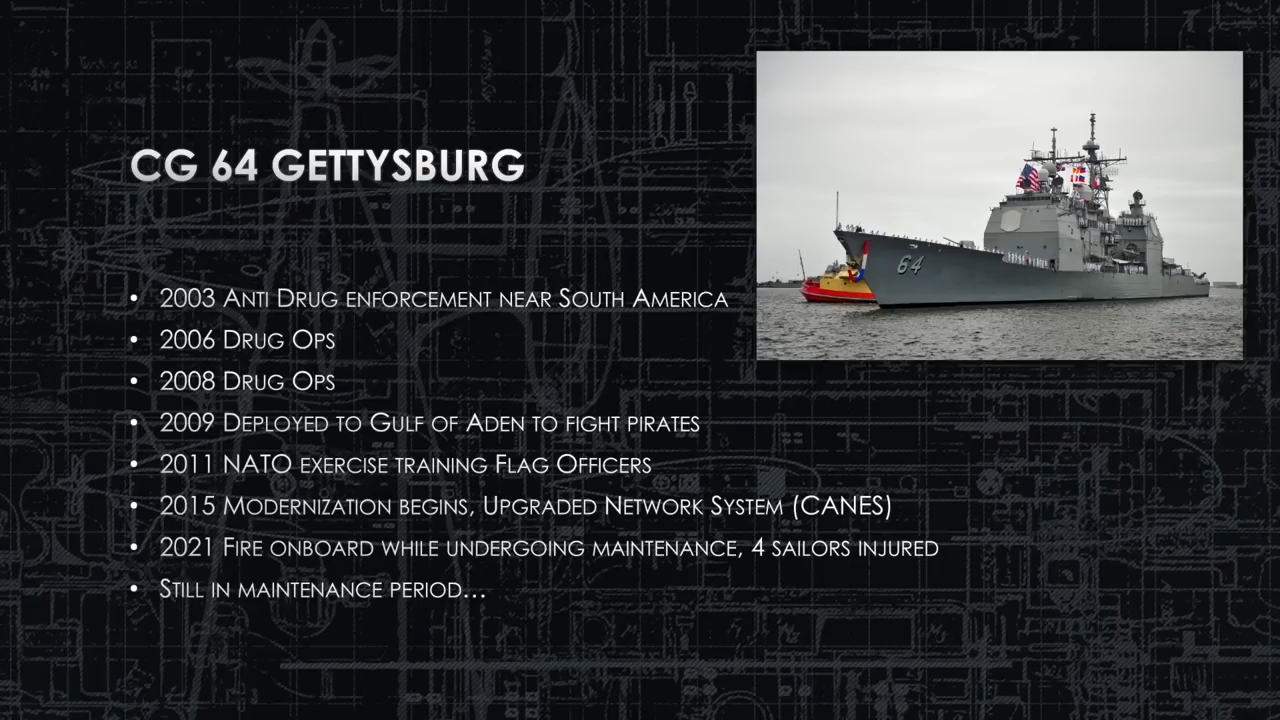 CG 64 GETTYSBURG
• 2003 ANTI DRUG ENFORCEMENT NEAR SOUTH AMERICA
• 2006 DRUG OPS
• 2008 DRUG OPS
• 2009 DEPLOYED TO GULF OF ADEN TO FIGHT PIRATES
• 2011 NATO EXERCISE TRAINING FLAG OFFICERS
• 2015 MODERNIZATION BEGINS, UPGRADED NETWORK SYSTEM (CANES)
• 2021 FIRE ONBOARD WHILE UNDERGOING MAINTENANCE, 4 SAILORS INJURED
• STILL IN MAINTENANCE PERIOD…
64